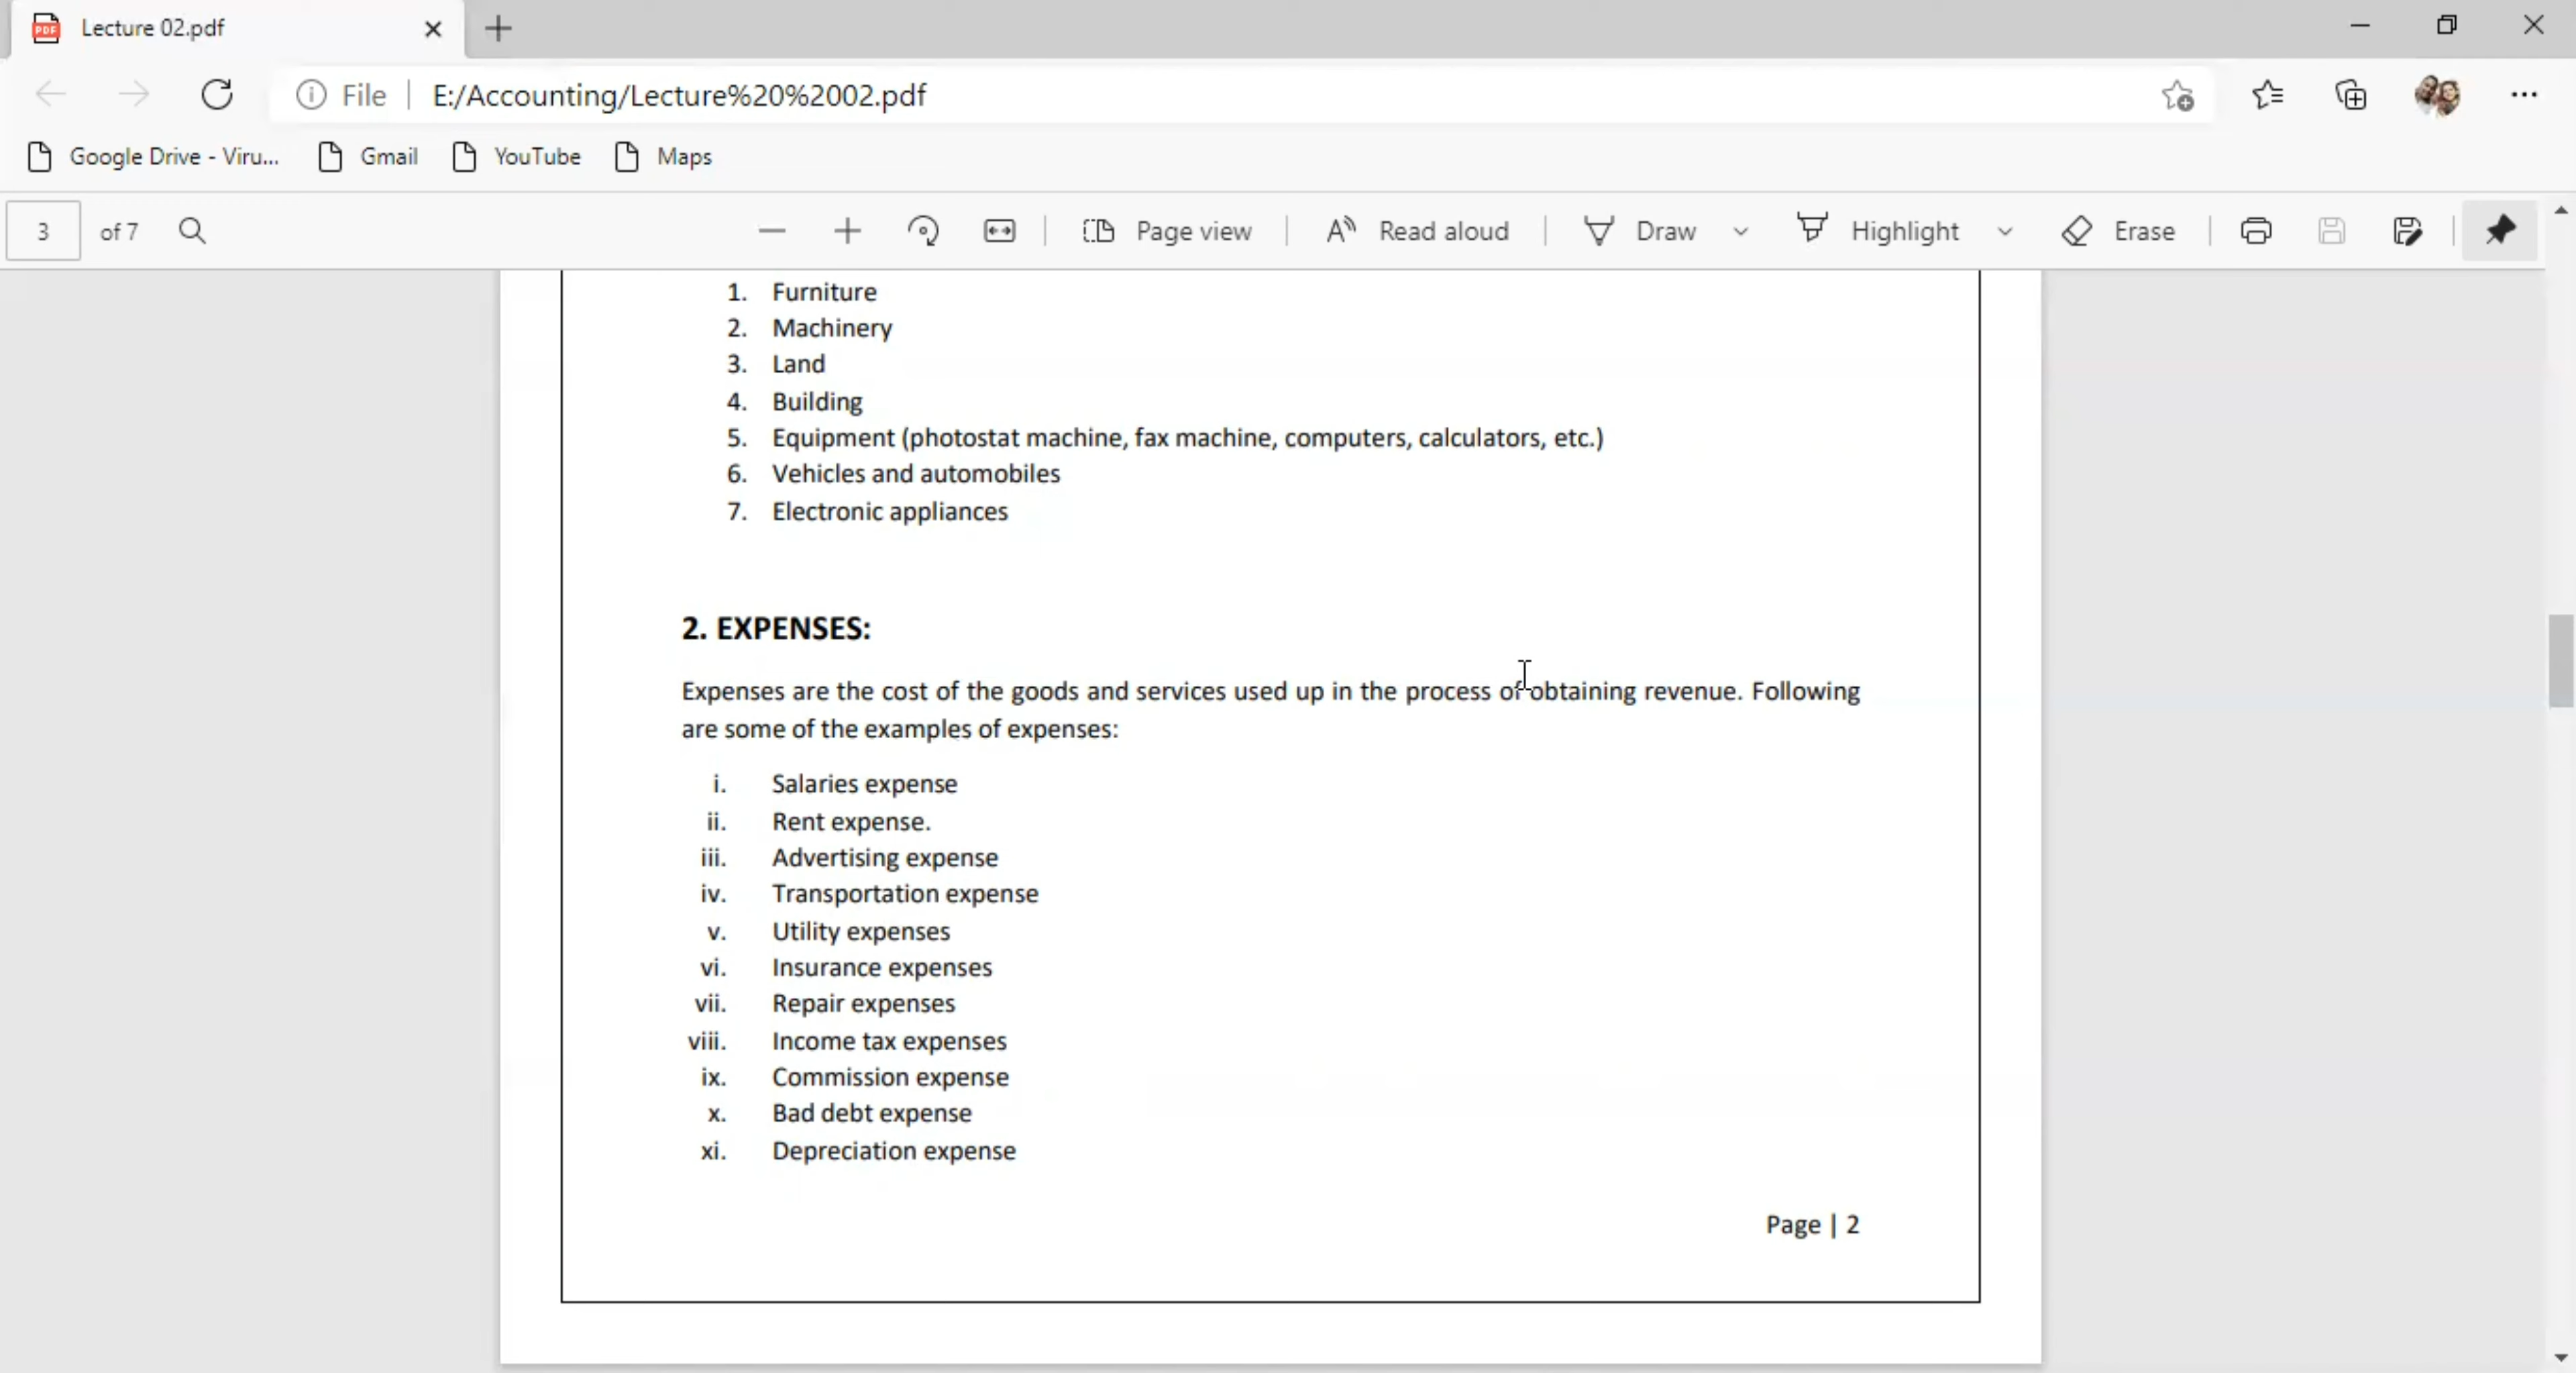 Lecture 02.pdf
File | E:/Accounting/Lecture%20%2002.pdf
Google Drive - Viru... Gmail YouTube Maps
3 of 7 Page view Read aloud Draw Highlight Erase
1. Furniture
2. Machinery
3. Land
4. Building
5. Equipment (photostat machine, fax machine, computers, calculators, etc.)
6. Vehicles and automobiles
7. Electronic appliances
2. EXPENSES:
Expenses are the cost of the goods and services used up in the process of obtaining revenue. Following
are some of the examples of expenses:
i. Salaries expense
ii. Rent expense.
iii. Advertising expense
iv. Transportation expense
v. Utility expenses
vi. Insurance expenses
vii. Repair expenses
viii. Income tax expenses
ix. Commission expense
x. Bad debt expense
xi. Depreciation expense
Page | 2